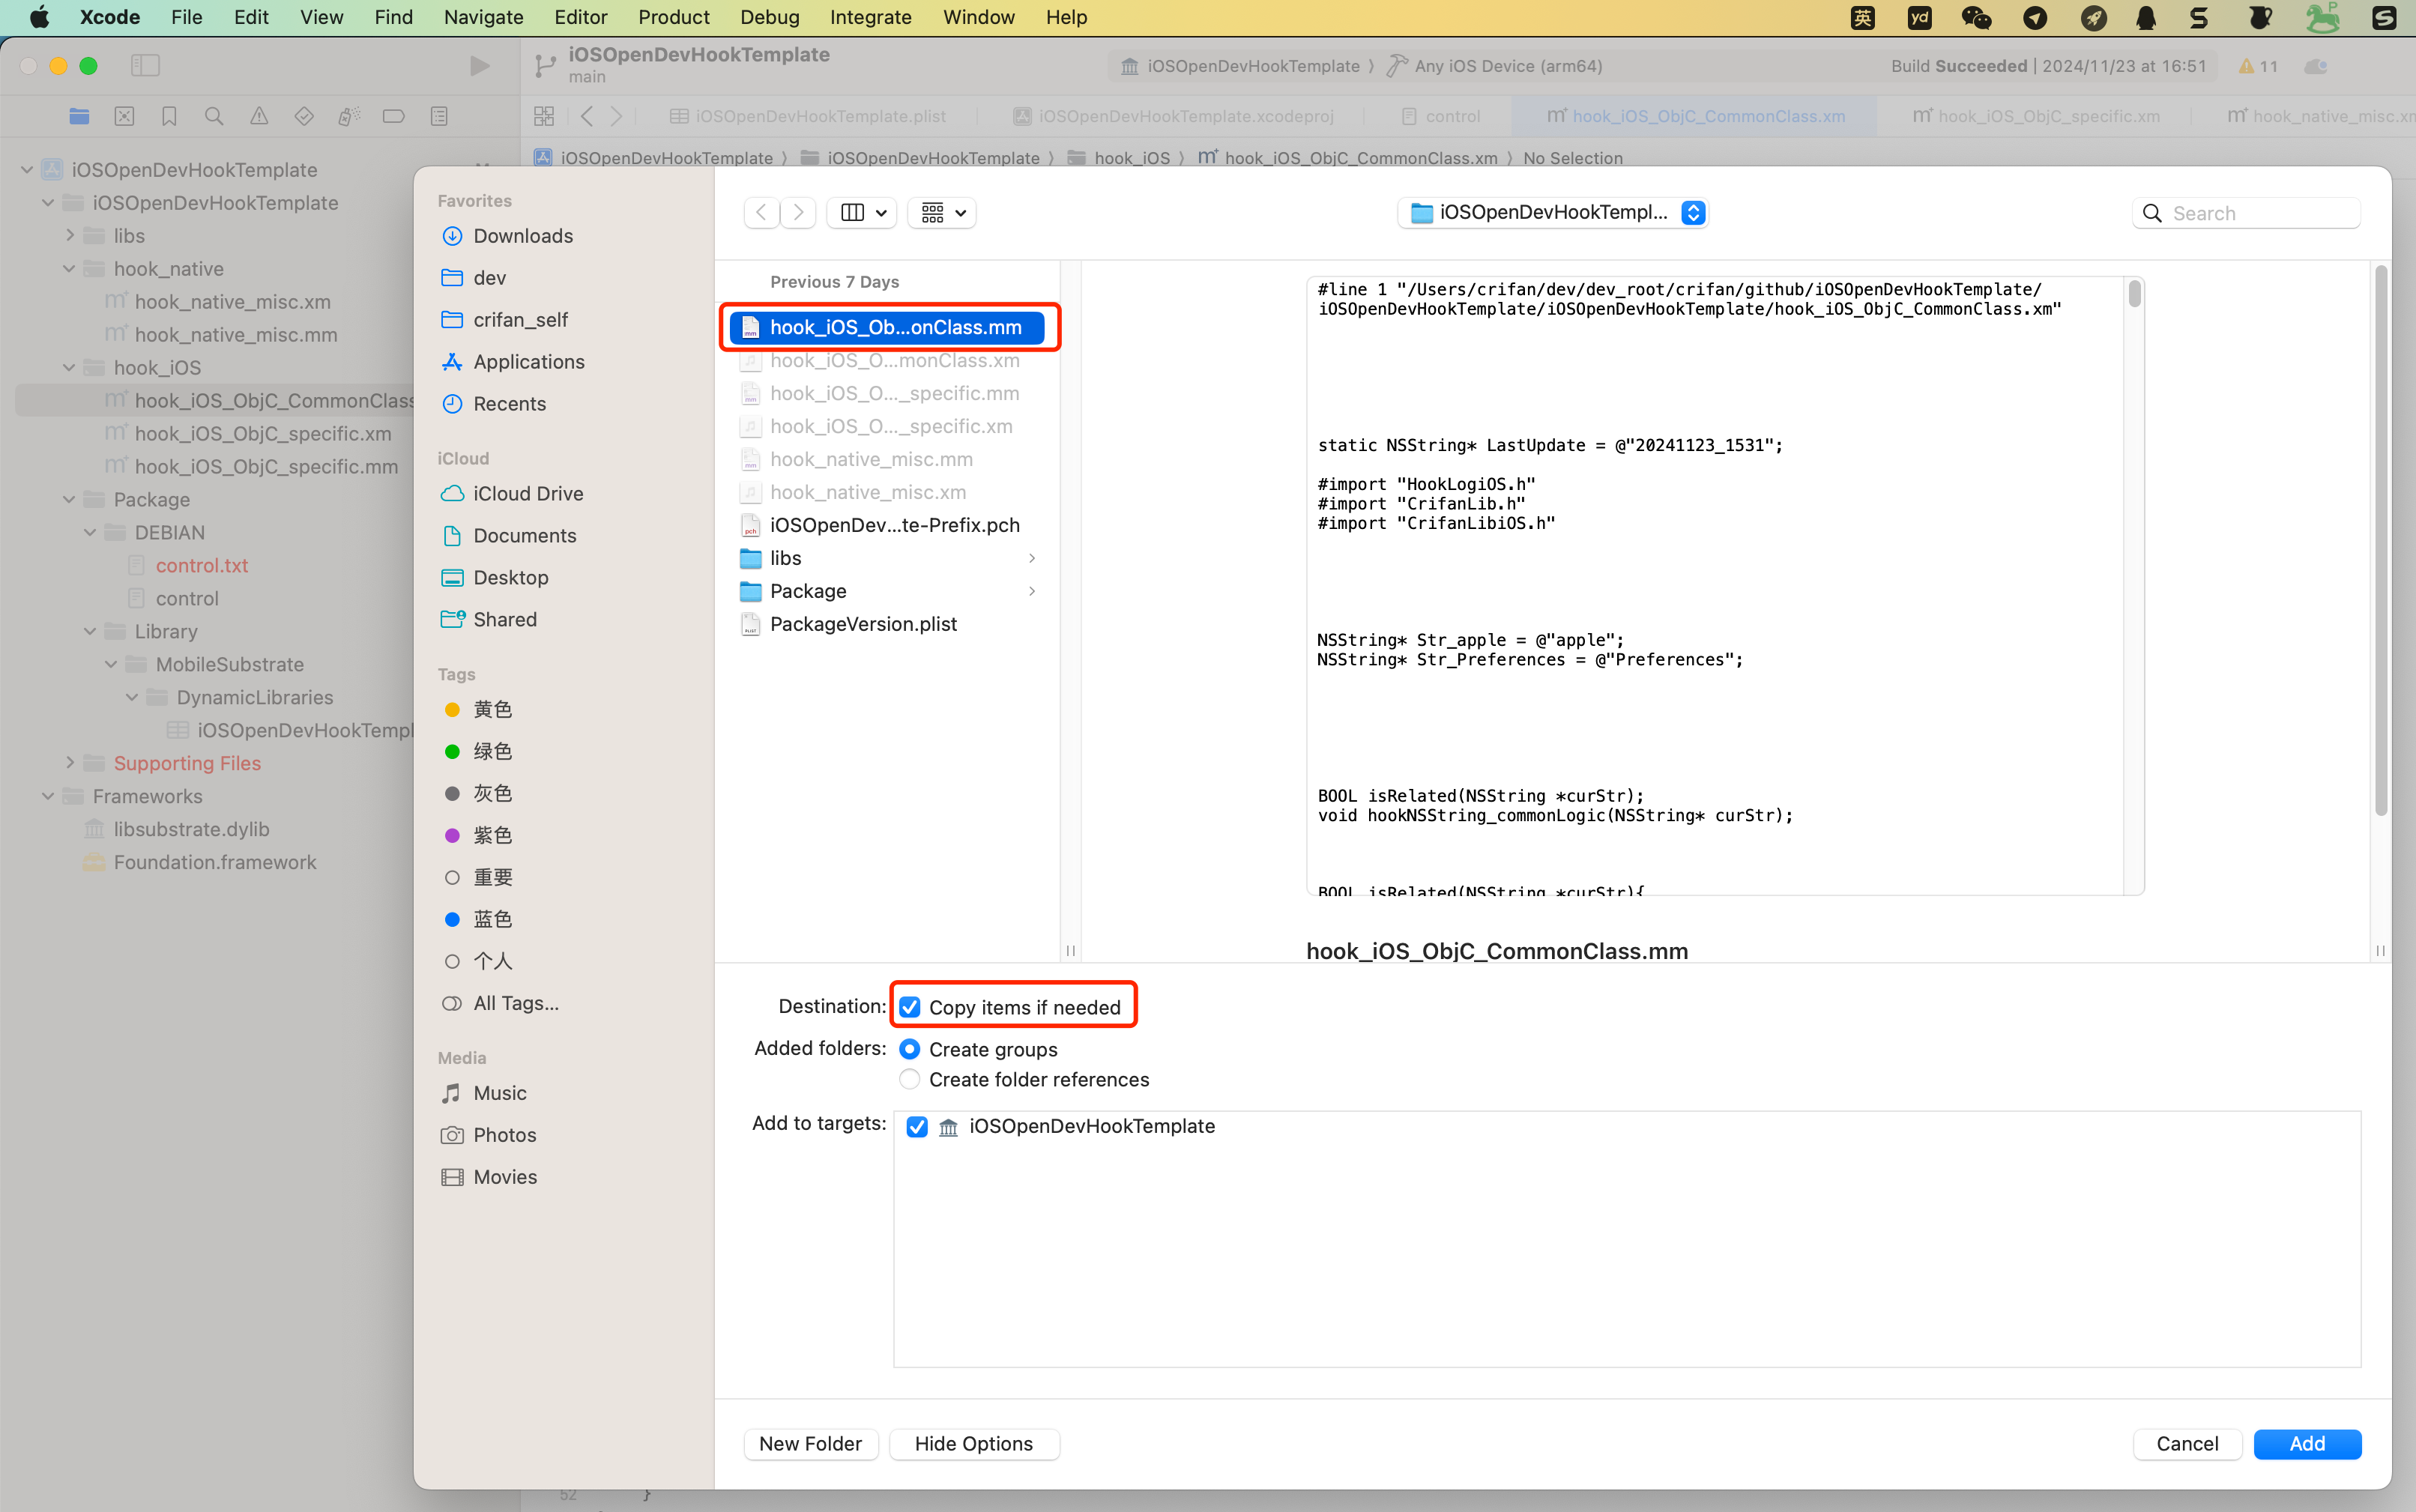 Xcode File Edit View Find Navigate Editor Product Debug Integrate Window Help 英 yd
iOSOpenDevHookTemplate
main
iOSOpenDevHookTemplate 〉 Any iOS Device (arm64)
Build Succeeded | 2024/11/23 at 16:51
11
iOSOpenDevHookTemplate.plist
iOSOpenDevHookTemplate.xcodeproj
control
hook_iOS_ObjC_CommonClass.xm
hook_iOS_ObjC_specific.xm
hook_native_misc.xm
iOSOpenDevHookTemplate 〉 iOSOpenDevHookTemplate 〉 hook_iOS 〉 hook_iOS_ObjC_CommonClass.xm 〉 No Selection
iOSOpenDevHookTemplate
iOSOpenDevHookTemplate
libs
hook_native
hook_native_misc.xm
hook_native_misc.mm
hook_iOS
hook_iOS_ObjC_CommonClass
hook_iOS_ObjC_specific.xm
hook_iOS_ObjC_specific.mm
Package
DEBIAN
control.txt
control
Library
MobileSubstrate
DynamicLibraries
iOSOpenDevHookTempl
Supporting Files
Frameworks
libsubstrate.dylib
Foundation.framework
Favorites
Downloads
dev
crifan_self
Applications
Recents
iCloud
iCloud Drive
Documents
Desktop
Shared
Tags
黄色
绿色
灰色
紫色
重要
蓝色
个人
All Tags...
Media
Music
Photos
Movies
iOSOpenDevHookTempl...
Search
Previous 7 Days
hook_iOS_Ob...onClass.mm
hook_iOS_O...monClass.xm
hook_iOS_O..._specific.mm
hook_iOS_O..._specific.xm
hook_native_misc.mm
hook_native_misc.xm
iOSOpenDev...te-Prefix.pch
libs
Package
PackageVersion.plist
#line 1 "/Users/crifan/dev/dev_root/crifan/github/iOSOpenDevHookTemplate/
iOSOpenDevHookTemplate/iOSOpenDevHookTemplate/hook_iOS_ObjC_CommonClass.xm"
static NSString* LastUpdate = @"20241123_1531";
#import "HookLogiOS.h"
#import "CrifanLib.h"
#import "CrifanLibiOS.h"
NSString* Str_apple = @"apple";
NSString* Str_Preferences = @"Preferences";
BOOL isRelated(NSString *curStr);
void hookNSString_commonLogic(NSString* curStr);
BOOL isRelated(NSString *curStr){
hook_iOS_ObjC_CommonClass.mm
Destination: Copy items if needed
Added folders: Create groups
Create folder references
Add to targets: iOSOpenDevHookTemplate
New Folder
Hide Options
Cancel
Add
52 }